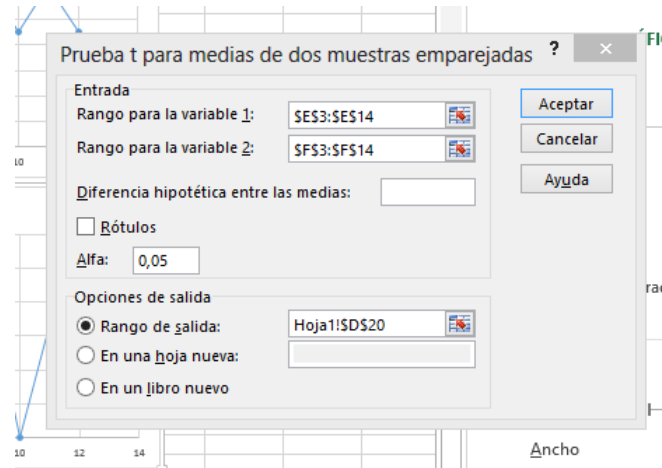 Prueba t para medias de dos muestras emparejadas ? ×
Entrada
Rango para la variable 1: $E$3:$E$14
Rango para la variable 2: $F$3:$F$14
Diferencia hipotética entre las medias:
Rótulos
Alfa: 0,05
Opciones de salida
Rango de salida: Hoja1!$D$20
En una hoja nueva:
En un libro nuevo
Aceptar
Cancelar
Ayuda
10
10 12 14
Ancho